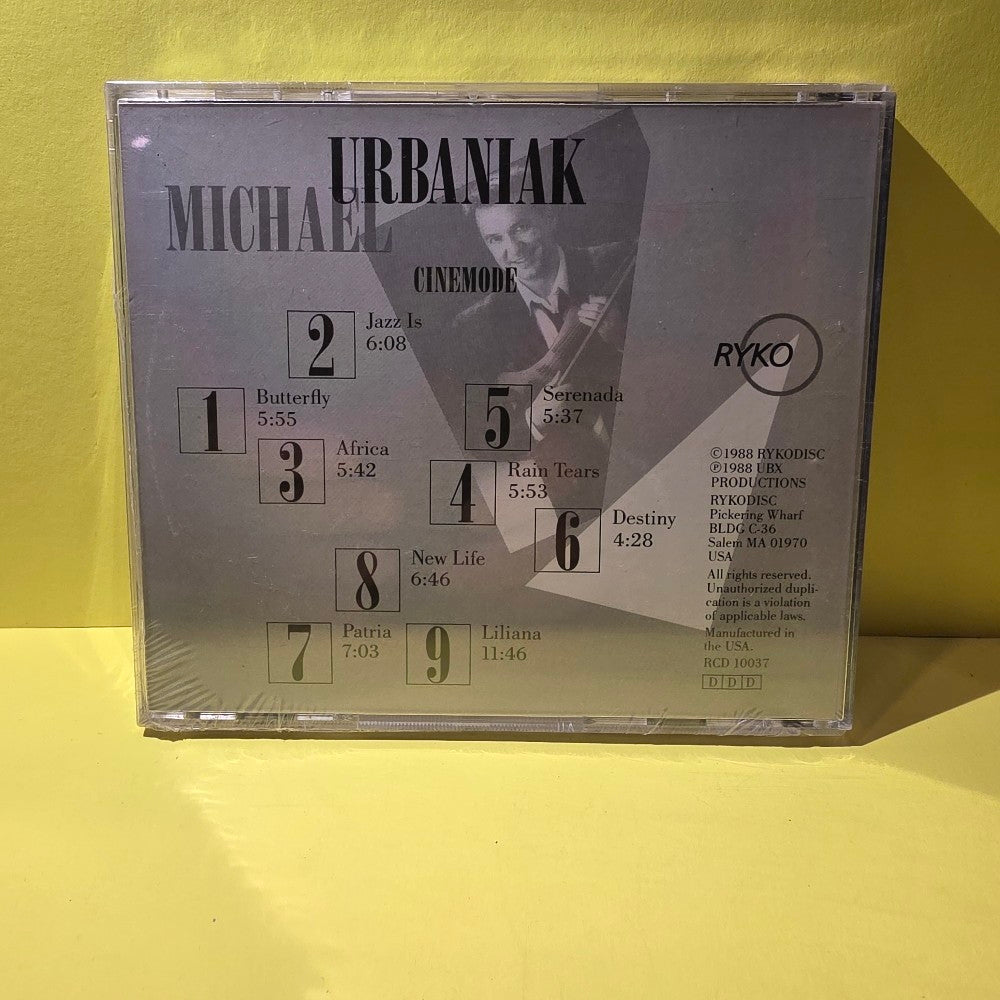 URBANIAK
MICHAEL
CINEMODE
2
Jazz Is
6:08
1
Butterfly
5:55
5
Serenada
5:37
3
Africa
5:42
4
Rain Tears
5:53
6
Destiny
4:28
8
New Life
6:46
7
Patria
7:03
9
Liliana
11:46
RYKO
©1988 RYKODISC
℗1988 UBX
PRODUCTIONS
RYKODISC
Pickering Wharf
BLDG C-36
Salem MA 01970
USA
All rights reserved.
Unauthorized dupli-
cation is a violation
of applicable laws.
Manufactured in
the USA.
RCD 10037
D D D